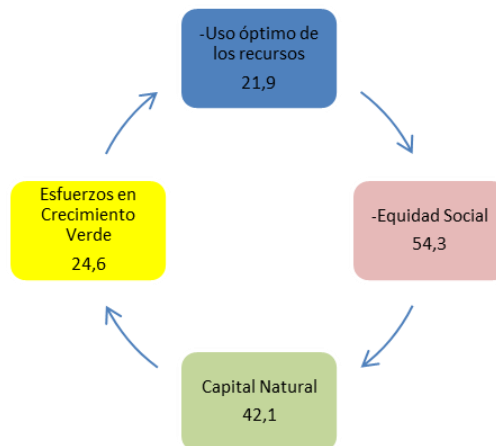 -Uso óptimo de
los recursos
21,9
-Equidad Social
54,3
Capital Natural
42,1
Esfuerzos en
Crecimiento
Verde
24,6